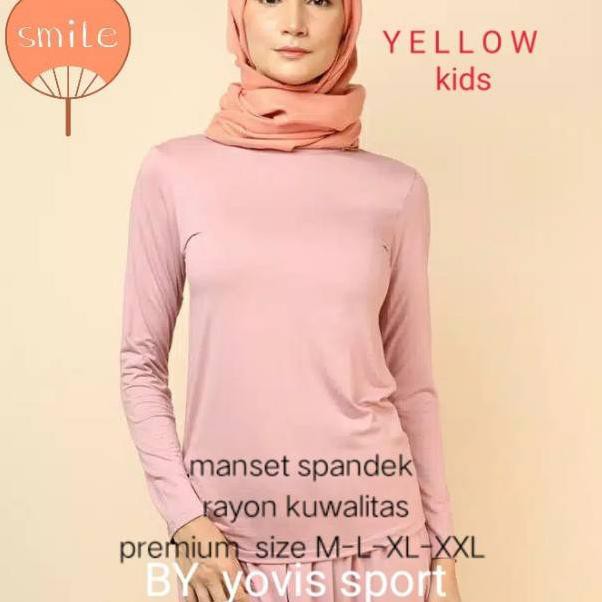 smile
YELLOW
kids
manset spandek
rayon kuwalitas
premium size M-L-XL-XXL
BY yovis sport